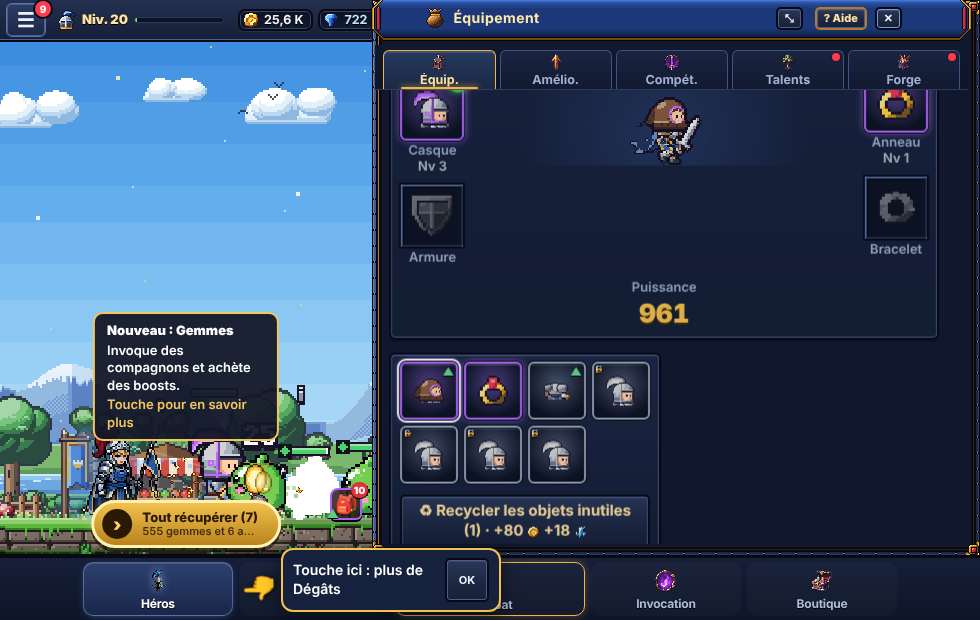 9
Niv. 20
25,6 K
722
Équipement
? Aide
Équip.
Amélio.
Compét.
Talents
Forge
Casque
Nv 3
Anneau
Nv 1
Armure
Bracelet
Puissance
961
Nouveau : Gemmes
Invoque des
compagnons et achète
des boosts.
Touche pour en savoir
plus
10
Tout récupérer (7)
555 gemmes et 6 a...
Recycler les objets inutiles
(1) · +80 +18
Touche ici : plus de
Dégâts
OK
Héros
Invocation
Boutique